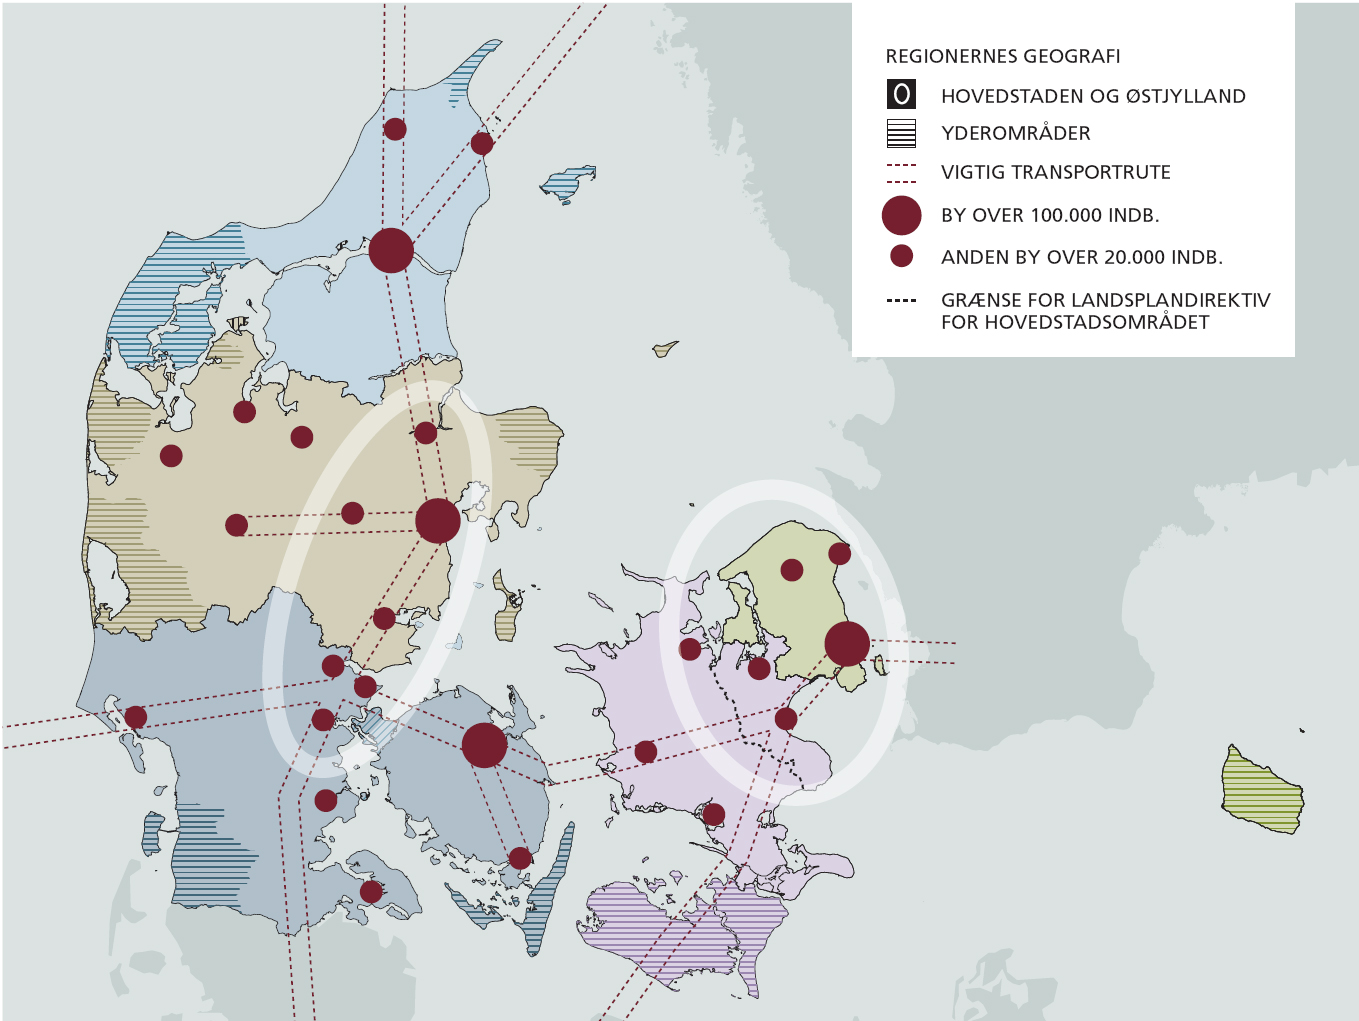 REGIONERNES GEOGRAFI
HOVEDSTADEN OG ØSTJYLLAND
YDEROMRÅDER
VIGTIG TRANSPORTRUTE
BY OVER 100.000 INDB.
ANDEN BY OVER 20.000 INDB.
GRÆNSE FOR LANDSPLANDIREKTIV
FOR HOVEDSTADSOMRÅDET